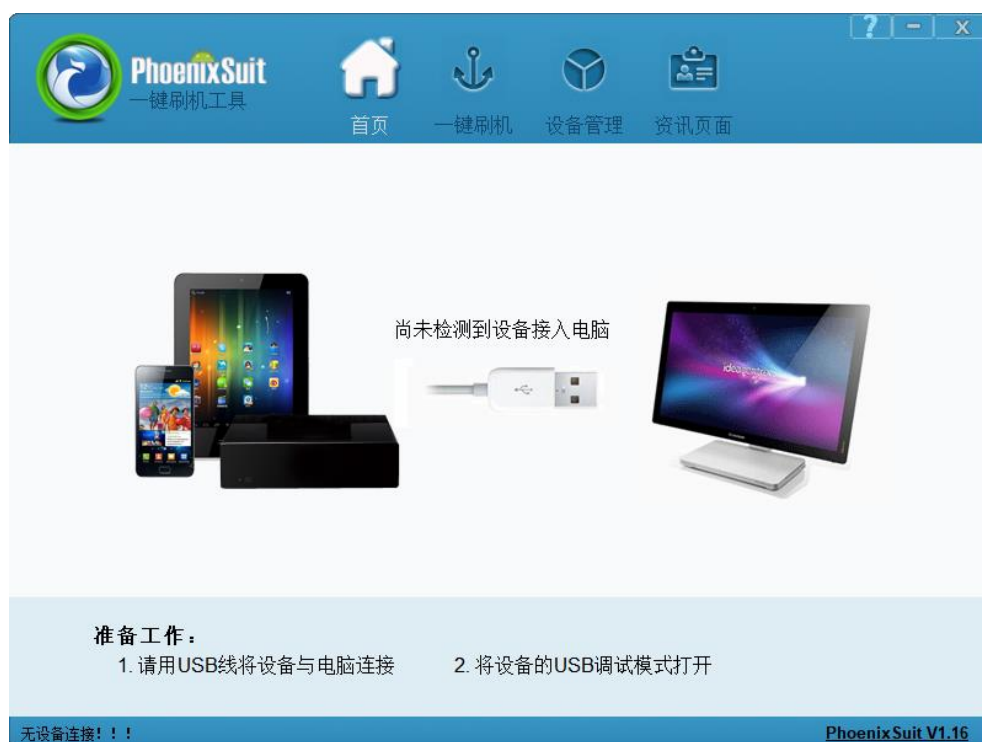 ? - x
PhoenixSuit
一键刷机工具
首页 一键刷机 设备管理 资讯页面
尚未检测到设备接入电脑
ideacentre
准备工作：
1. 请用USB线将设备与电脑连接 2. 将设备的USB调试模式打开
无设备连接！！！ PhoenixSuit V1.16